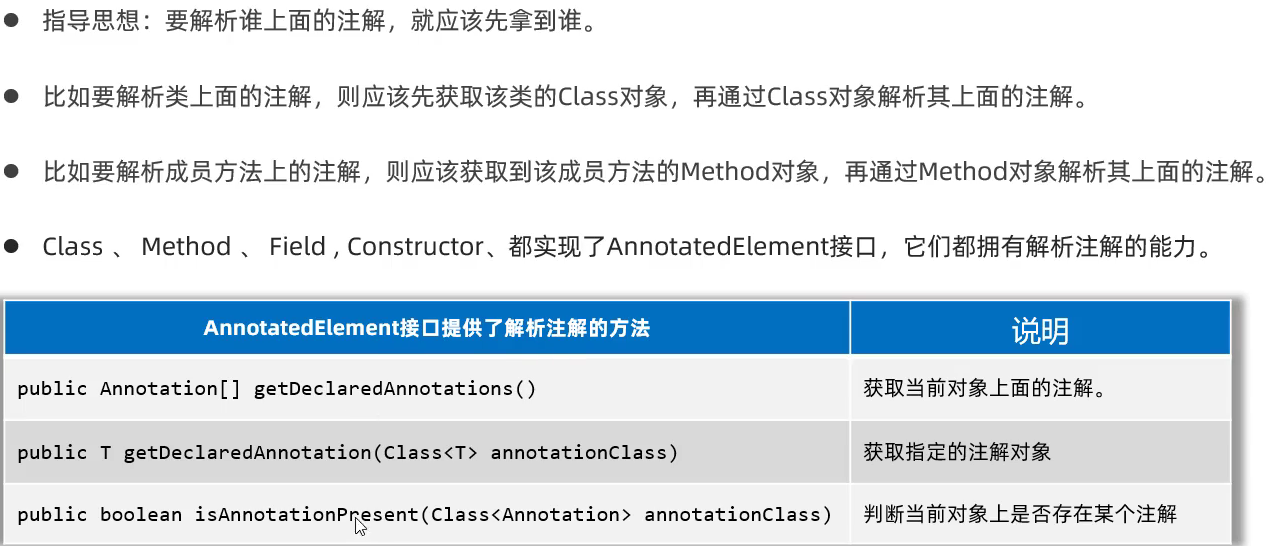 ● 指导思想：要解析谁上面的注解，就应该先拿到谁。
● 比如要解析类上面的注解，则应该先获取该类的Class对象，再通过Class对象解析其上面的注解。
● 比如要解析成员方法上的注解，则应该获取到该成员方法的Method对象，再通过Method对象解析其上面的注解。
● Class 、 Method 、 Field , Constructor、都实现了AnnotatedElement接口，它们都拥有解析注解的能力。
AnnotatedElement接口提供了解析注解的方法 说明
public Annotation[] getDeclaredAnnotations() 获取当前对象上面的注解。
public T getDeclaredAnnotation(Class<T> annotationClass) 获取指定的注解对象
public boolean isAnnotationPresent(Class<Annotation> annotationClass) 判断当前对象上是否存在某个注解